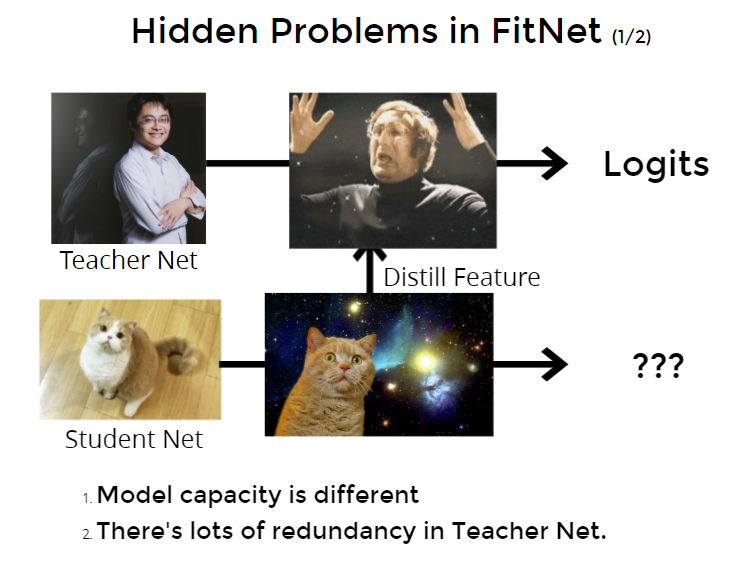 Hidden Problems in FitNet (1/2)
Logits
Teacher Net
Distill Feature
???
Student Net
1. Model capacity is different
2. There's lots of redundancy in Teacher Net.